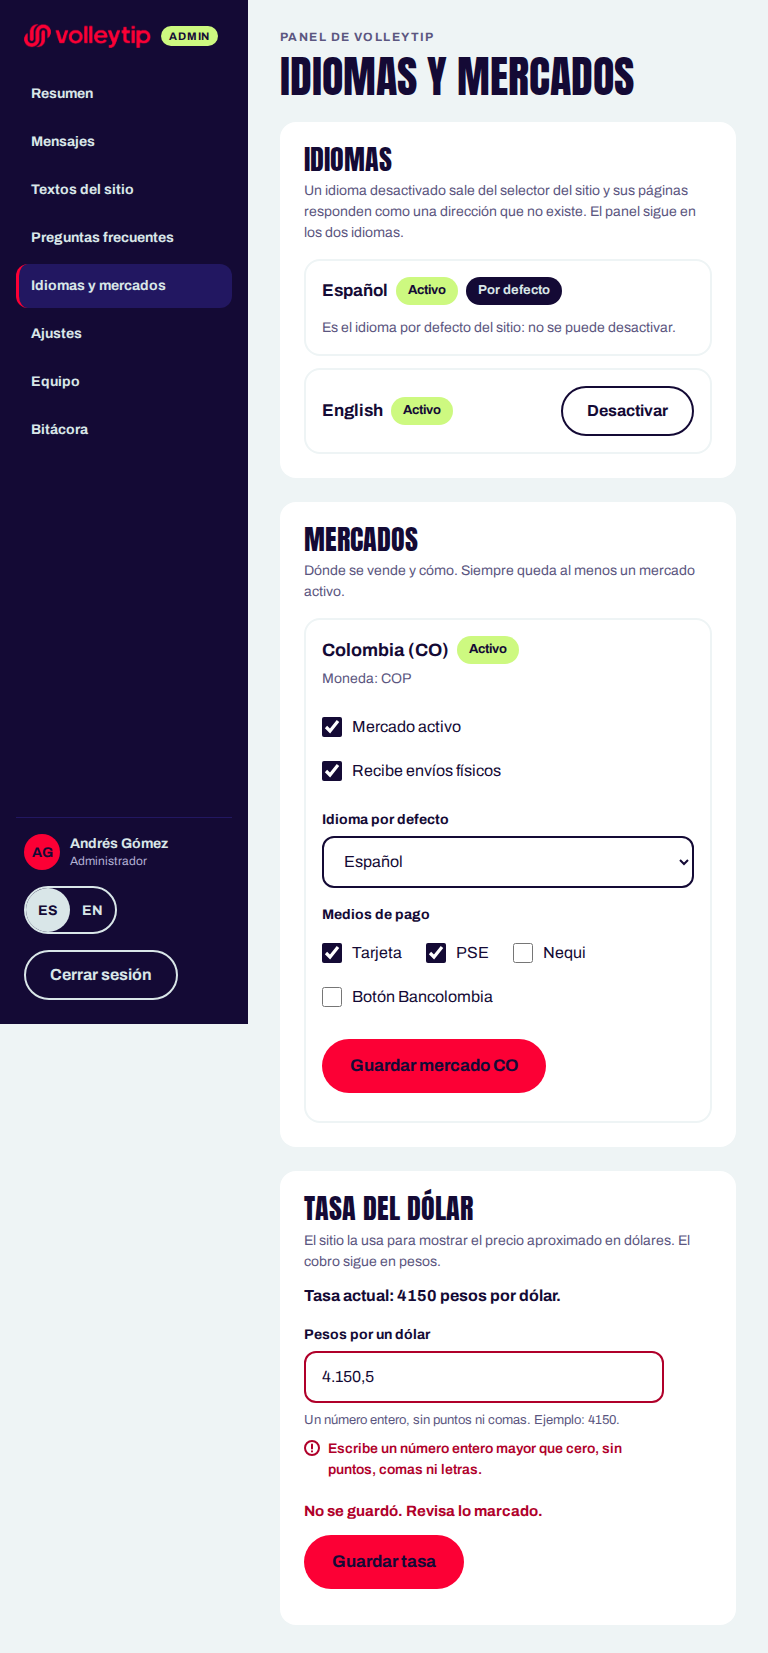 volleytip ADMIN
Resumen
Mensajes
Textos del sitio
Preguntas frecuentes
Idiomas y mercados
Ajustes
Equipo
Bitácora
AG
Andrés Gómez
Administrador
ES EN
Cerrar sesión
PANEL DE VOLLEYTIP
IDIOMAS Y MERCADOS
IDIOMAS
Un idioma desactivado sale del selector del sitio y sus páginas
responden como una dirección que no existe. El panel sigue en
los dos idiomas.
Español Activo Por defecto
Es el idioma por defecto del sitio: no se puede desactivar.
English Activo Desactivar
MERCADOS
Dónde se vende y cómo. Siempre queda al menos un mercado
activo.
Colombia (CO) Activo
Moneda: COP
Mercado activo
Recibe envíos físicos
Idioma por defecto
Español
Medios de pago
Tarjeta PSE Nequi
Botón Bancolombia
Guardar mercado CO
TASA DEL DÓLAR
El sitio la usa para mostrar el precio aproximado en dólares. El
cobro sigue en pesos.
Tasa actual: 4150 pesos por dólar.
Pesos por un dólar
4.150,5
Un número entero, sin puntos ni comas. Ejemplo: 4150.
Escribe un número entero mayor que cero, sin
puntos, comas ni letras.
No se guardó. Revisa lo marcado.
Guardar tasa